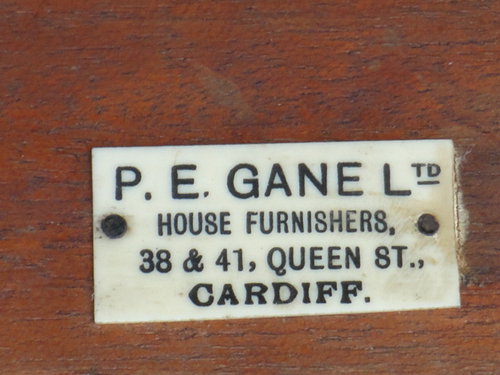 P. E. GANE LTD
HOUSE FURNISHERS,
38 & 41, QUEEN ST.,
CARDIFF.